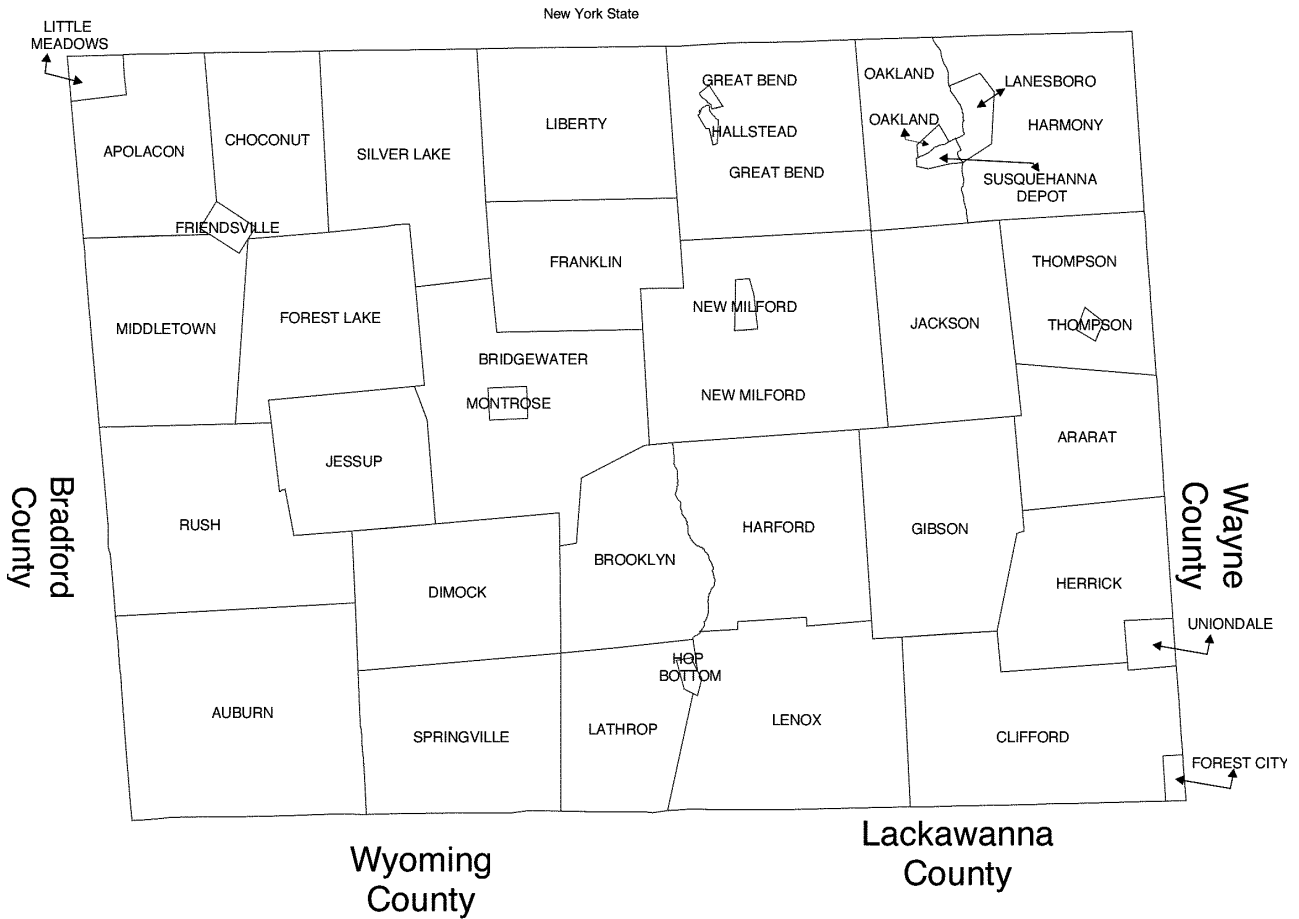 New York State
LITTLE
MEADOWS
GREAT BEND
OAKLAND
LANESBORO
APOLACON
CHOCONUT
SILVER LAKE
LIBERTY
HALLSTEAD
OAKLAND
HARMONY
GREAT BEND
SUSQUEHANNA
DEPOT
FRIENDSVILLE
FRANKLIN
THOMPSON
MIDDLETOWN
FOREST LAKE
NEW MILFORD
JACKSON
THOMPSON
BRIDGEWATER
MONTROSE
NEW MILFORD
ARARAT
JESSUP
Bradford
County
RUSH
HARFORD
GIBSON
Wayne
County
BROOKLYN
DIMOCK
HERRICK
UNIONDALE
HOP
BOTTOM
AUBURN
SPRINGVILLE
LATHROP
LENOX
CLIFFORD
FOREST CITY
Wyoming
County
Lackawanna
County